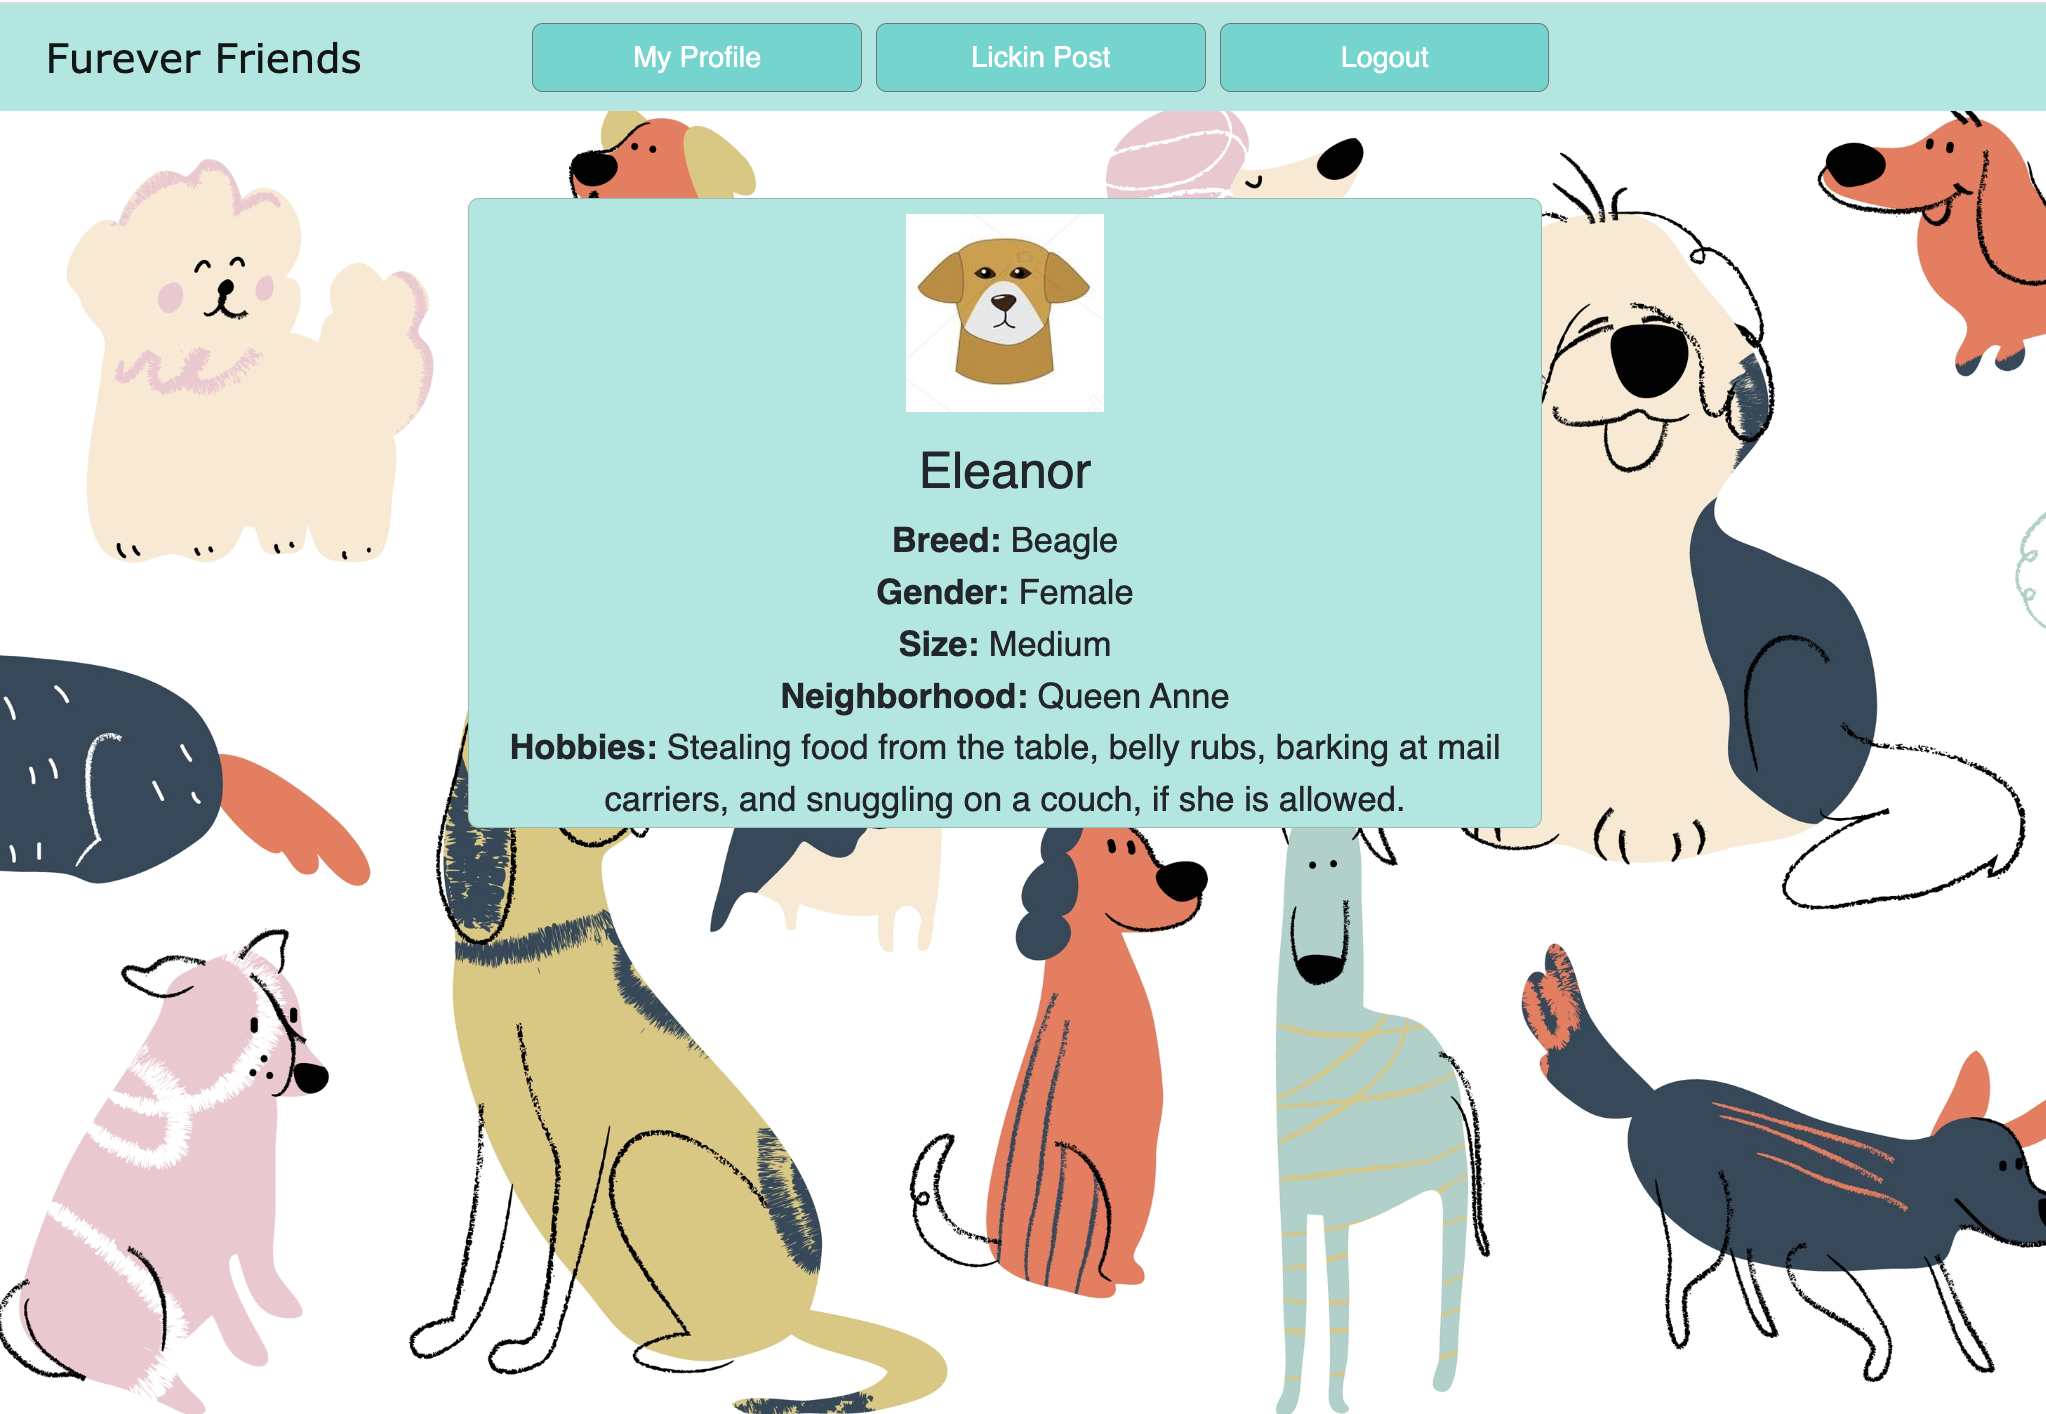 Furever Friends
My Profile
Lickin Post
Logout
Eleanor
Breed: Beagle
Gender: Female
Size: Medium
Neighborhood: Queen Anne
Hobbies: Stealing food from the table, belly rubs, barking at mail
carriers, and snuggling on a couch, if she is allowed.